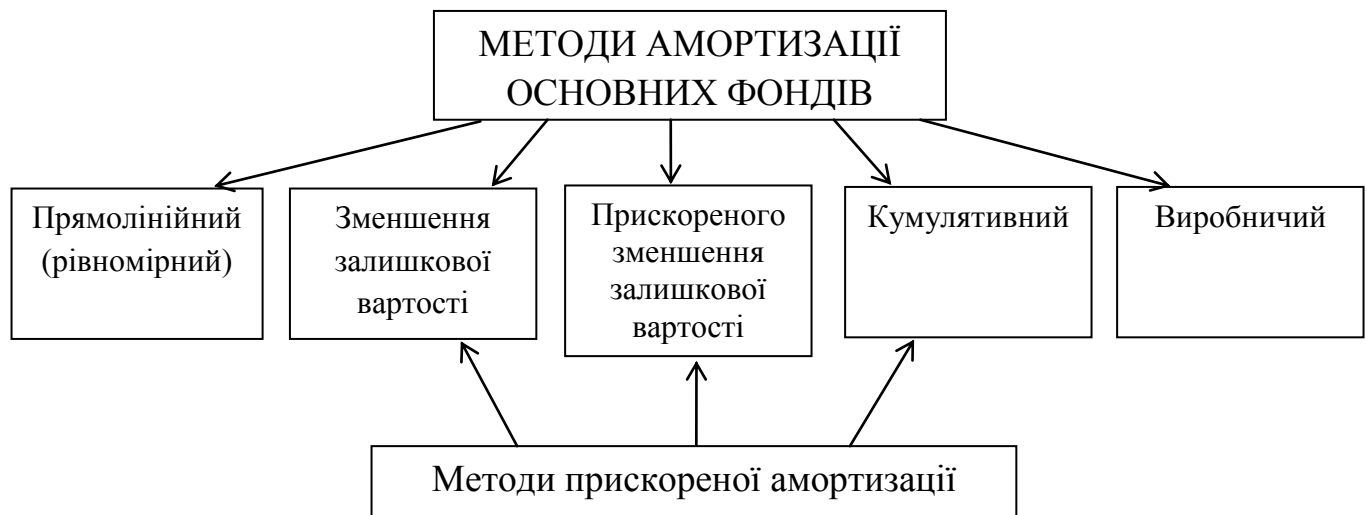 МЕТОДИ АМОРТИЗАЦІЇ
ОСНОВНИХ ФОНДІВ
Прямолінійний
(рівномірний)
Зменшення
залишкової
вартості
Прискореного
зменшення
залишкової
вартості
Кумулятивний
Виробничий
Методи прискореної амортизації